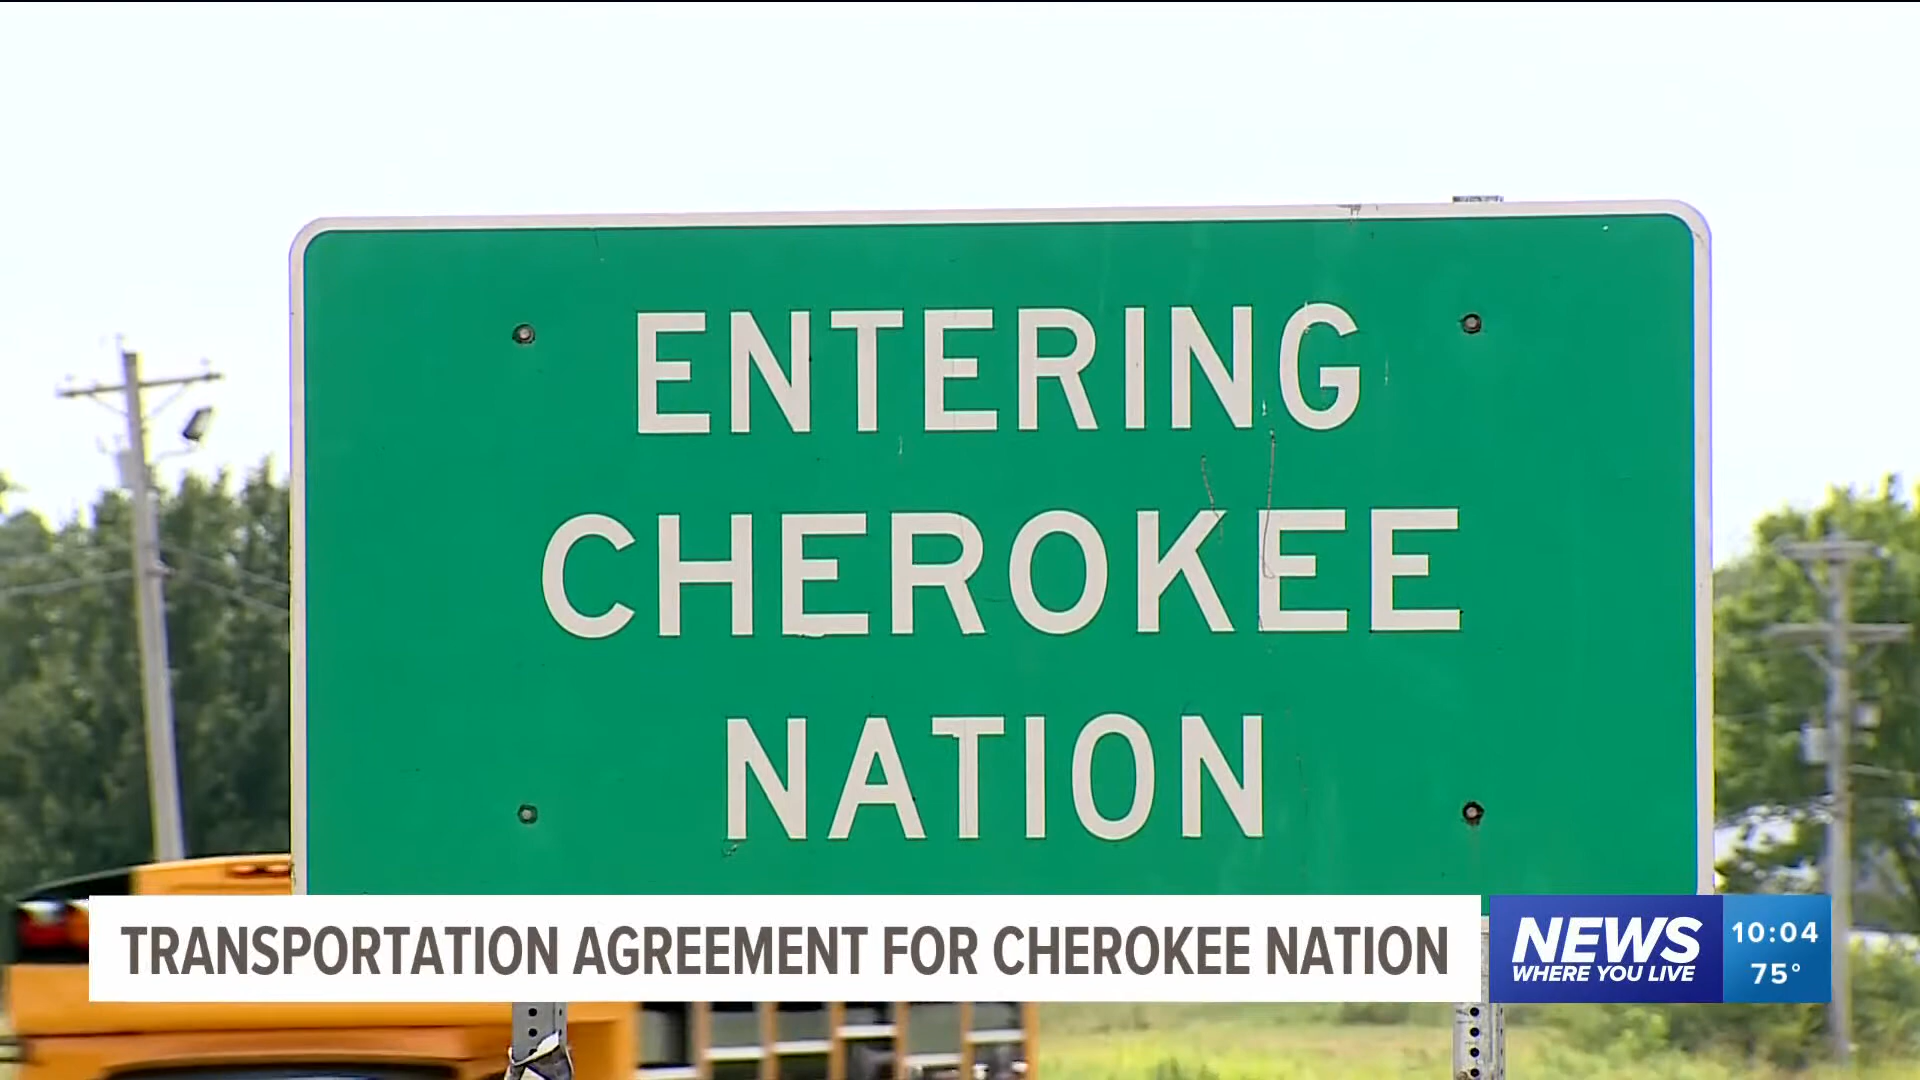 ENTERING
CHEROKEE
NATION
TRANSPORTATION AGREEMENT FOR CHEROKEE NATION
NEWS
WHERE YOU LIVE
10:04
75°